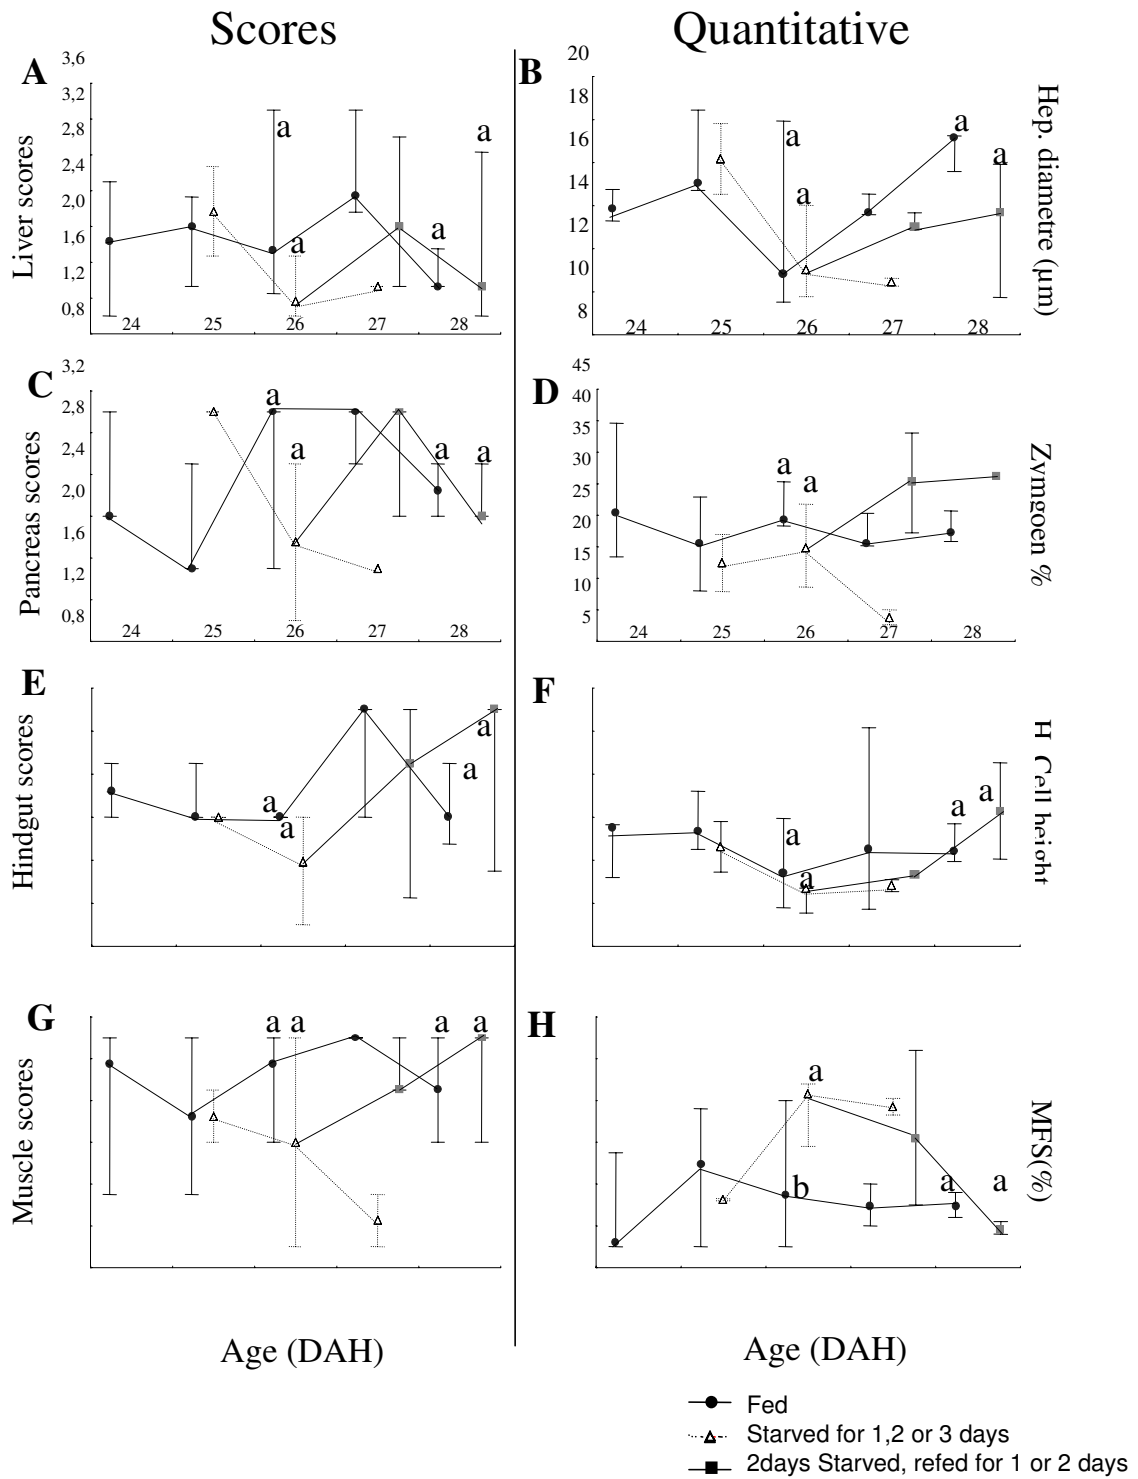 Scores
Quantitative
A
3,6
3,2
2,8
2,4
2,0
1,6
1,2
0,8
Liver scores
a
a
a
a
24 25 26 27 28
B
20
18
16
14
12
10
8
6
Hep. diametre (µm)
a
a
a
a
24 25 26 27 28
C
3,2
2,8
2,4
2,0
1,6
1,2
0,8
Pancreas scores
a
a
a
a
24 25 26 27 28
D
45
40
35
30
25
20
15
10
5
Zymgoen %
a
a
24 25 26 27 28
E
Hindgut scores
a
a
a
a
F
H Cell height
a
a
a
a
G
Muscle scores
a a a a
H
MFS(%)
a
b
a
a
Age (DAH)
Age (DAH)
Fed
Starved for 1,2 or 3 days
2days Starved, refed for 1 or 2 days